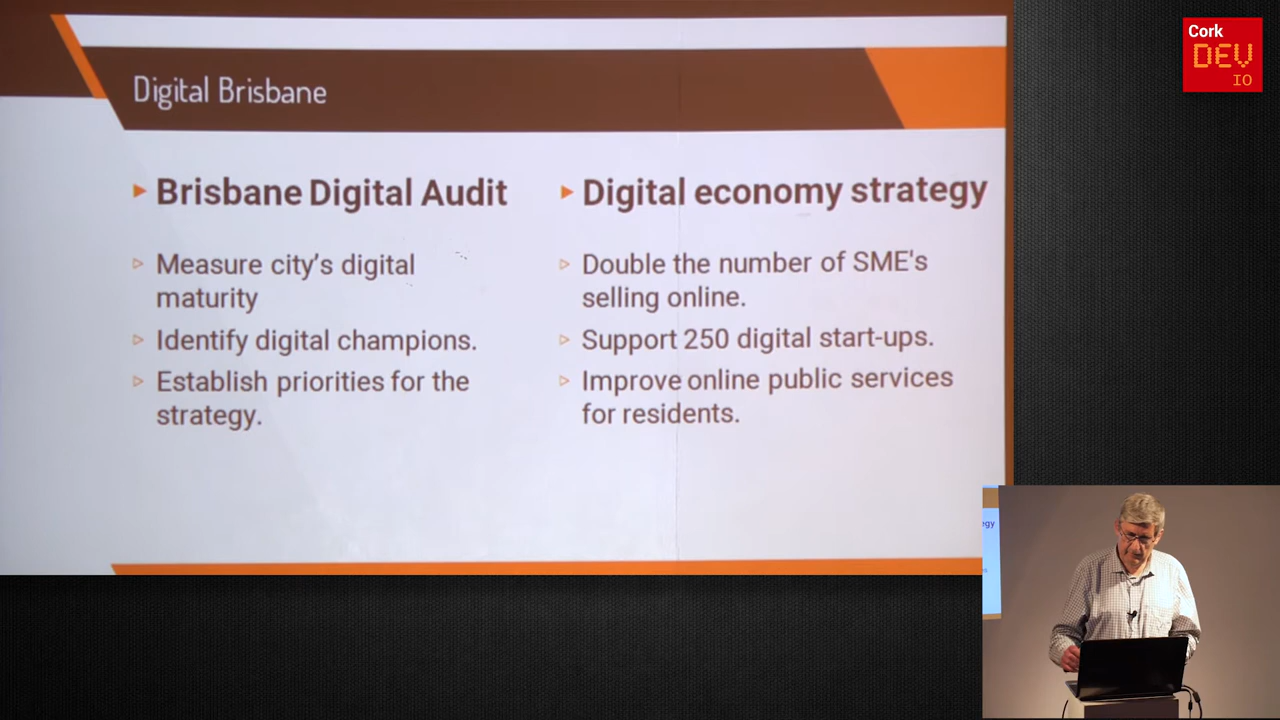 Cork
DEV
IO
Digital Brisbane
Brisbane Digital Audit
Measure city's digital
maturity
Identify digital champions.
Establish priorities for the
strategy.
Digital economy strategy
Double the number of SME's
selling online.
Support 250 digital start-ups.
Improve online public services
for residents.
egy